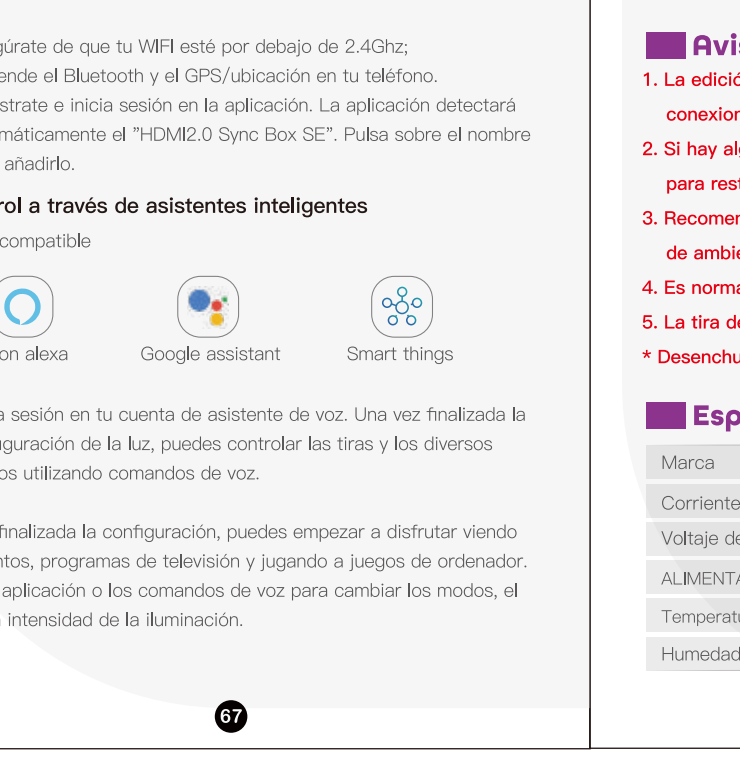 gúrate de que tu WIFI esté por debajo de 2.4Ghz;
ende el Bluetooth y el GPS/ubicación en tu teléfono.
strate e inicia sesión en la aplicación. La aplicación detectará
máticamente el "HDMI2.0 Sync Box SE". Pulsa sobre el nombre
añadirlo.
rol a través de asistentes inteligentes
compatible
on alexa
Google assistant
Smart things
a sesión en tu cuenta de asistente de voz. Una vez finalizada la
iguración de la luz, puedes controlar las tiras y los diversos
os utilizando comandos de voz.
finalizada la configuración, puedes empezar a disfrutar viendo
ntos, programas de televisión y jugando a juegos de ordenador.
aplicación o los comandos de voz para cambiar los modos, el
intensidad de la iluminación.
67
Avis
1. La edició
conexion
2. Si hay al
para rest
3. Recomer
de ambie
4. Es norma
5. La tira de
* Desenchu
Esp
Marca
Corriente
Voltaje de
ALIMENTA
Temperatu
Humedad